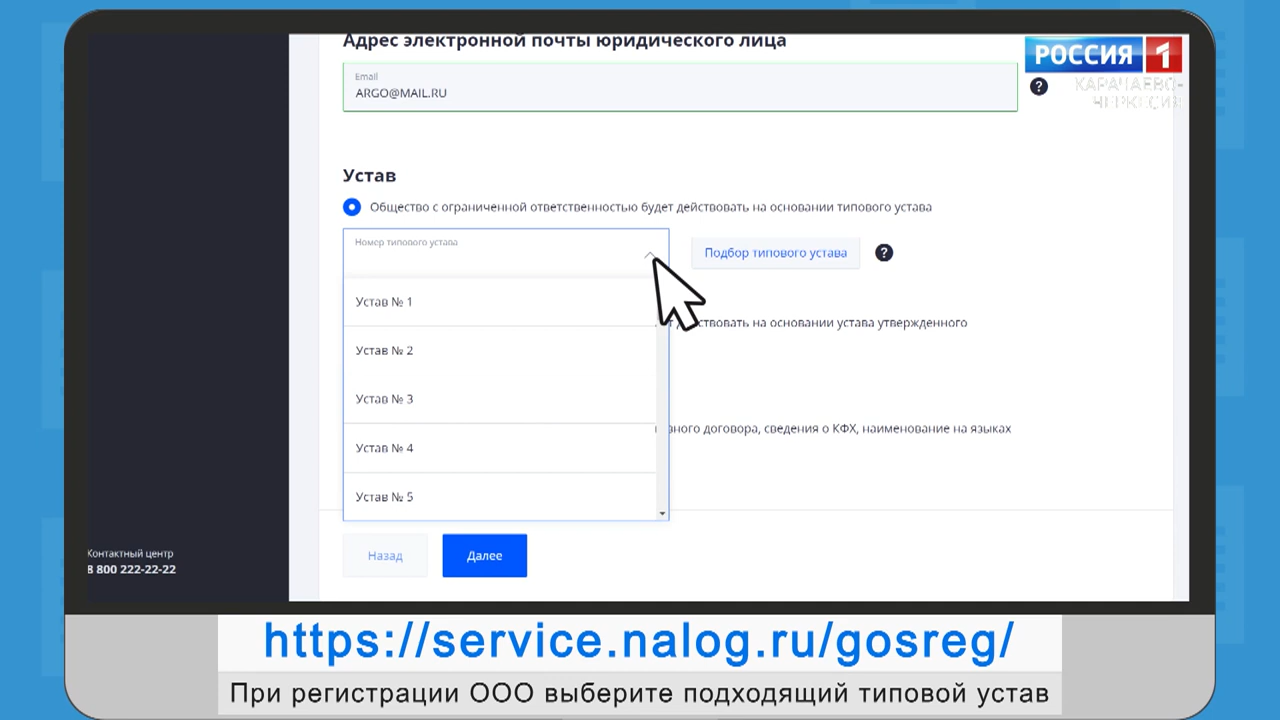 Адрес электронной почты юридического лица
РОССИЯ 1
КАРАЧАЕВО-
ЧЕРКЕСИЯ
Email
ARGO@MAIL.RU
?
Устав
Общество с ограниченной ответственностью будет действовать на основании типового устава
Номер типового устава
Подбор типового устава
?
Устав № 1
действовать на основании устава утвержденного
Устав № 2
Устав № 3
договора, сведения о КФХ, наименование на языках
Устав № 4
Устав № 5
Назад
Далее
Контактный центр
8 800 222-22-22
https://service.nalog.ru/gosreg/
При регистрации ООО выберите подходящий типовой устав